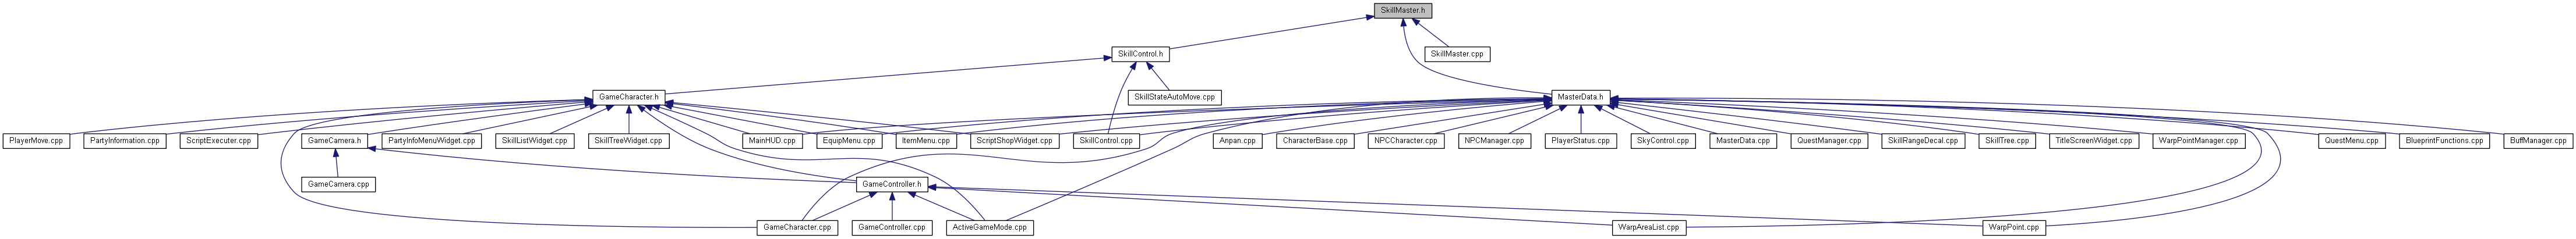 SkillMaster.h
SkillControl.h
SkillMaster.cpp
GameCharacter.h
SkillStateAutoMove.cpp
MasterData.h
PlayerMove.cpp
PartyInformation.cpp
ScriptExecuter.cpp
GameCamera.h
PartyInfoMenuWidget.cpp
SkillListWidget.cpp
SkillTreeWidget.cpp
MainHUD.cpp
EquipMenu.cpp
ItemMenu.cpp
ScriptShopWidget.cpp
SkillControl.cpp
Anpan.cpp
CharacterBase.cpp
NPCCharacter.cpp
NPCManager.cpp
PlayerStatus.cpp
SkyControl.cpp
MasterData.cpp
QuestManager.cpp
SkillRangeDecal.cpp
SkillTree.cpp
TitleScreenWidget.cpp
WarpPointManager.cpp
QuestMenu.cpp
BlueprintFunctions.cpp
BuffManager.cpp
GameCamera.cpp
GameController.h
GameCharacter.cpp
GameController.cpp
ActiveGameMode.cpp
WarpAreaList.cpp
WarpPoint.cpp